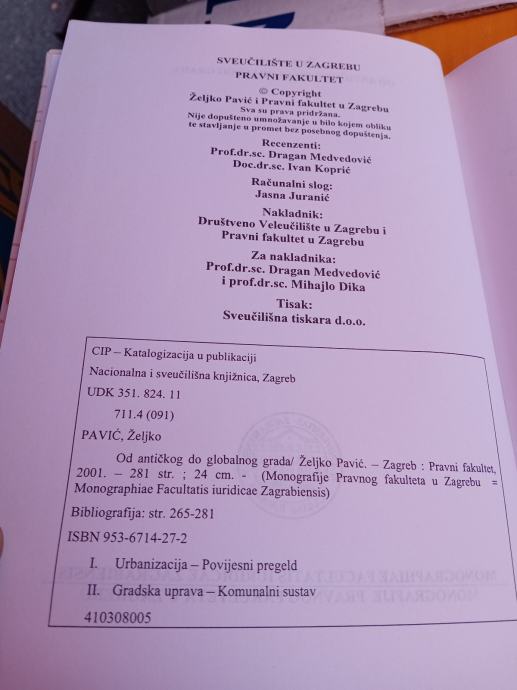 SVEUČILIŠTE U ZAGREBU
PRAVNI FAKULTET
© Copyright
Željko Pavić i Pravni fakultet u Zagrebu
Sva su prava pridržana.
Nije dopušteno umnožavanje u bilo kojem obliku
te stavljanje u promet bez posebnog dopuštenja.
Recenzenti:
Prof.dr.sc. Dragan Medvedović
Doc.dr.sc. Ivan Koprić
Računalni slog:
Jasna Juranić
Nakladnik:
Društveno Veleučilište u Zagrebu i
Pravni fakultet u Zagrebu
Za nakladnika:
Prof.dr.sc. Dragan Medvedović
i prof.dr.sc. Mihajlo Dika
Tisak:
Sveučilišna tiskara d.o.o.
CIP – Katalogizacija u publikaciji
Nacionalna i sveučilišna knjižnica, Zagreb
UDK 351. 824. 11
711.4 (091)
PAVIĆ, Željko
Od antičkog do globalnog grada/ Željko Pavić. – Zagreb : Pravni fakultet,
2001. – 281 str. ; 24 cm. - (Monografije Pravnog fakulteta u Zagrebu =
Monographiae Facultatis iuridicae Zagrabiensis)
Bibliografija: str. 265-281
ISBN 953-6714-27-2
I. Urbanizacija – Povijesni pregeld
II. Gradska uprava – Komunalni sustav
410308005